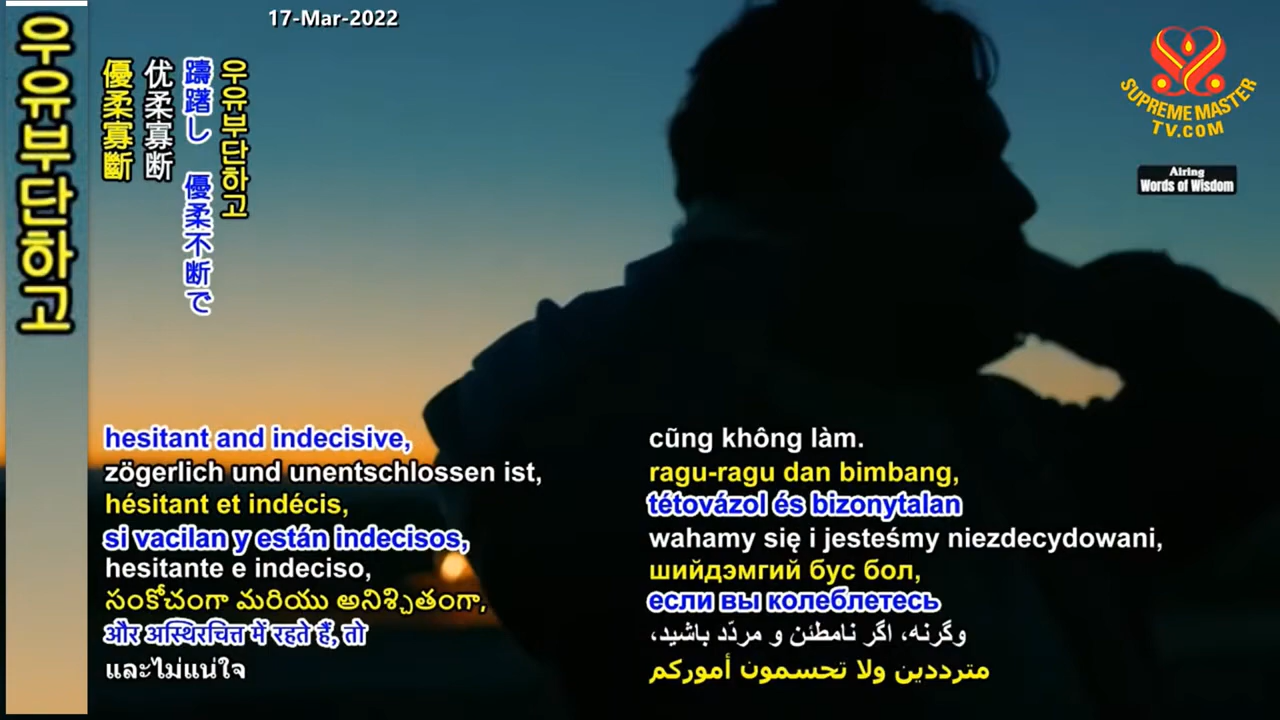 우유부단하고
17-Mar-2022
優柔寡斷
优柔寡断
躊躇し 優柔不断で
우유부단하고
SUPREME MASTER
TV.COM
Airing
Words of Wisdom
hesitant and indecisive,
zögerlich und unentschlossen ist,
hésitant et indécis,
si vacilan y están indecisos,
hesitante e indeciso,
సంకోచంగా మరియు అనిశ్చితంగా,
और अस्थिरचित्त में रहते हैं, तो
และไม่แน่ใจ
cũng không làm.
ragu-ragu dan bimbang,
tétovázol és bizonytalan
wahamy się i jesteśmy niezdecydowani,
шийдэмгий бус бол,
если вы колеблетесь
وگرنه، اگر نامطئن و مردّد باشید،
مترددين ولا تحسمون أموركم